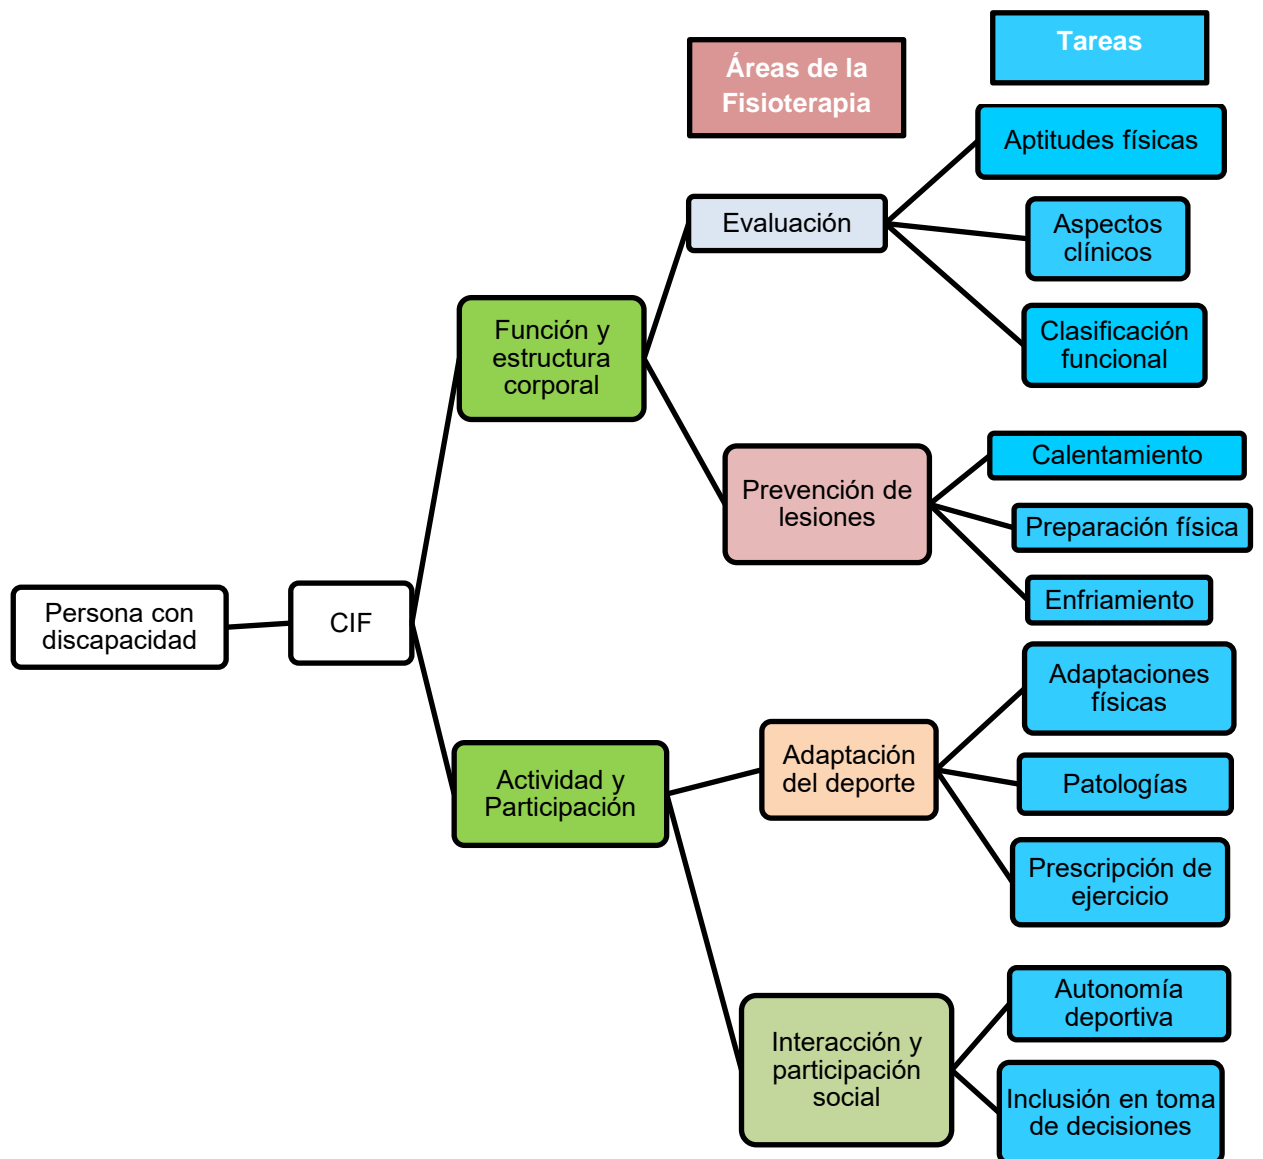 Áreas de la
Fisioterapia
Tareas
Persona con
discapacidad
CIF
Función y
estructura
corporal
Evaluación
Aptitudes físicas
Aspectos
clínicos
Clasificación
funcional
Prevención de
lesiones
Calentamiento
Preparación física
Enfriamiento
Actividad y
Participación
Adaptación
del deporte
Adaptaciones
físicas
Patologías
Prescripción de
ejercicio
Interacción y
participación
social
Autonomía
deportiva
Inclusión en toma
de decisiones